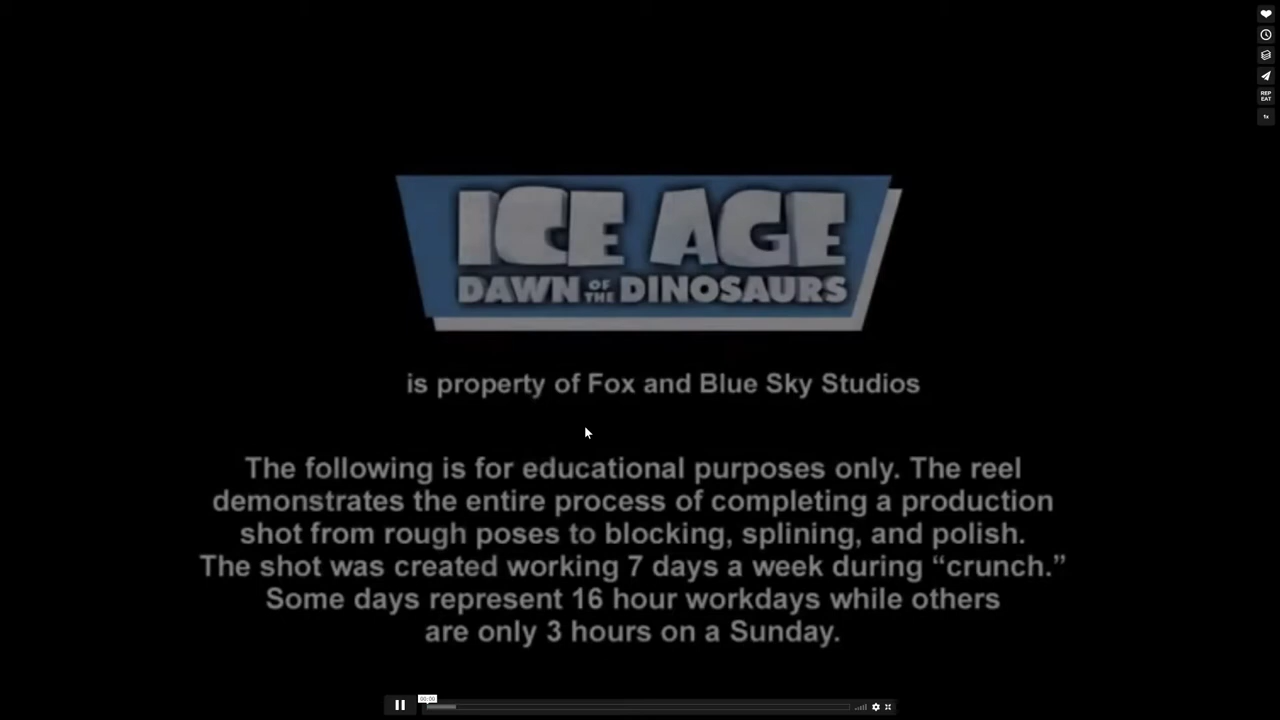 ICE AGE
DAWN OF THE DINOSAURS
is property of Fox and Blue Sky Studios
The following is for educational purposes only. The reel
demonstrates the entire process of completing a production
shot from rough poses to blocking, splining, and polish.
The shot was created working 7 days a week during “crunch.”
Some days represent 16 hour workdays while others
are only 3 hours on a Sunday.
REP
EAT